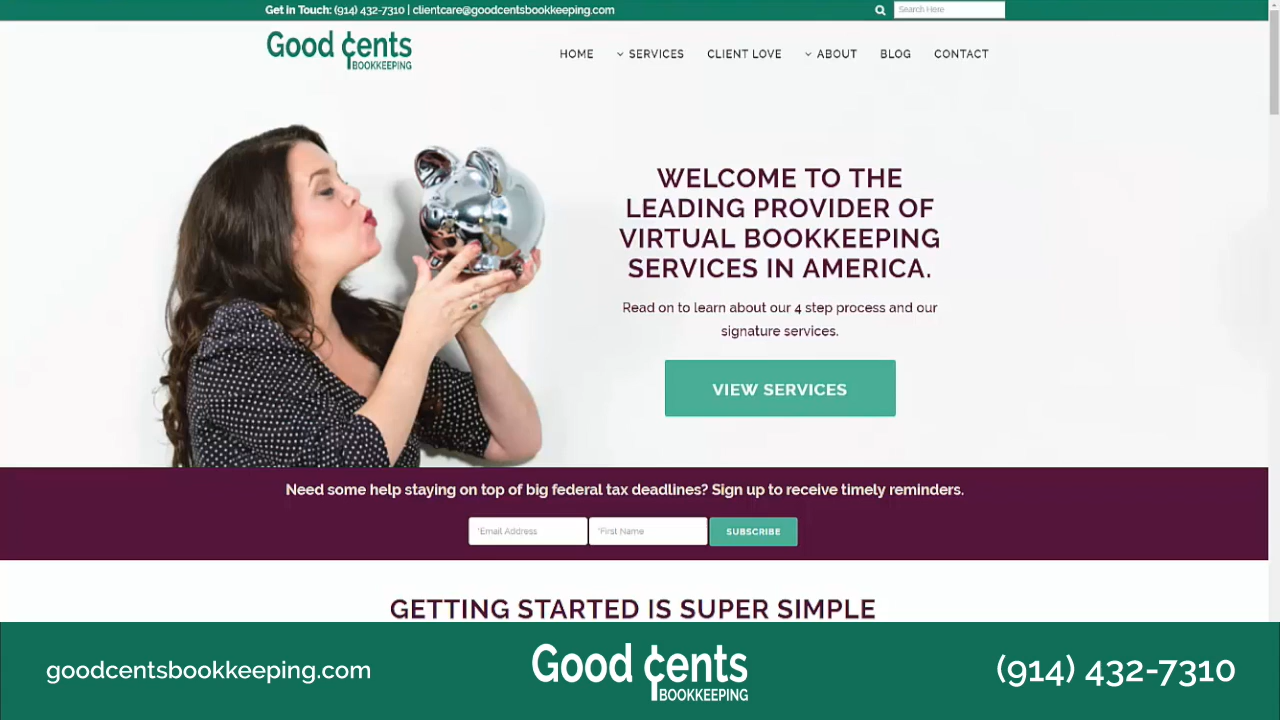 Get in Touch: (914) 432-7310 | clientcare@goodcentsbookkeeping.com
Search Here
Good cents
BOOKKEEPING
HOME SERVICES CLIENT LOVE ABOUT BLOG CONTACT
WELCOME TO THE
LEADING PROVIDER OF
VIRTUAL BOOKKEEPING
SERVICES IN AMERICA.
Read on to learn about our 4 step process and our
signature services.
VIEW SERVICES
Need some help staying on top of big federal tax deadlines? Sign up to receive timely reminders.
*Email Address *First Name SUBSCRIBE
GETTING STARTED IS SUPER SIMPLE
goodcentsbookkeeping.com
Good cents
BOOKKEEPING
(914) 432-7310